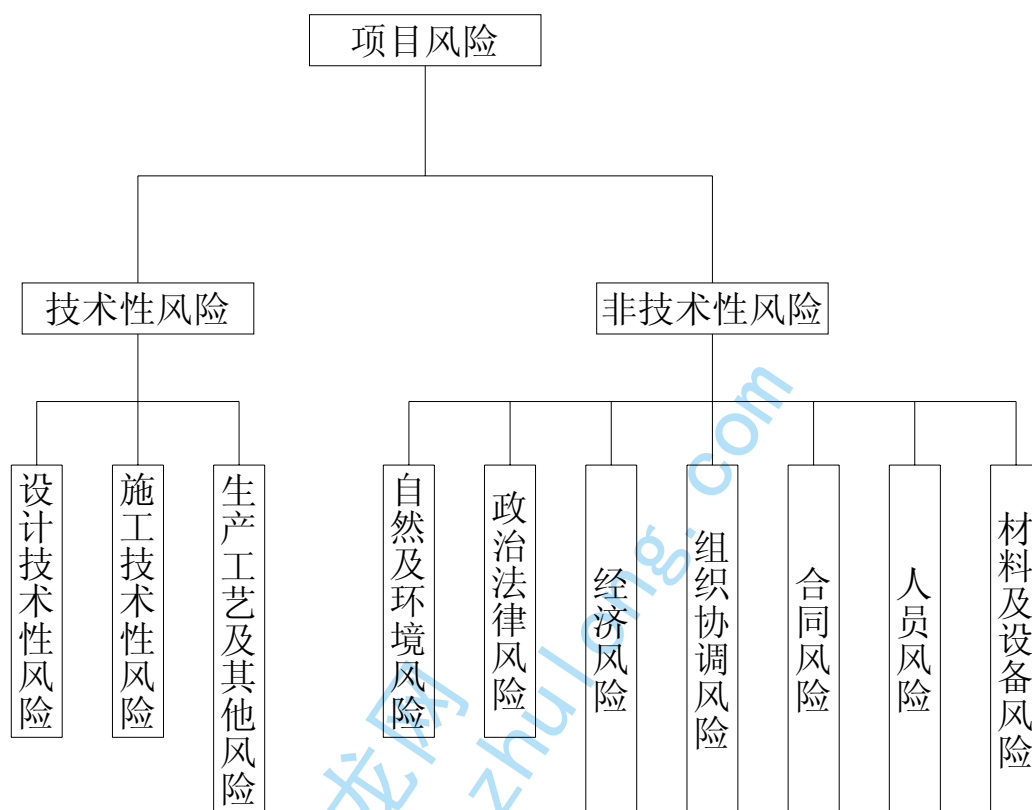 项目风险
技术性风险
非技术性风险
设计技术性风险
施工技术性风险
生产工艺及其他风险
自然及环境风险
政治法律风险
经济风险
组织协调风险
合同风险
人员风险
材料及设备风险
龙网
zhulong.com